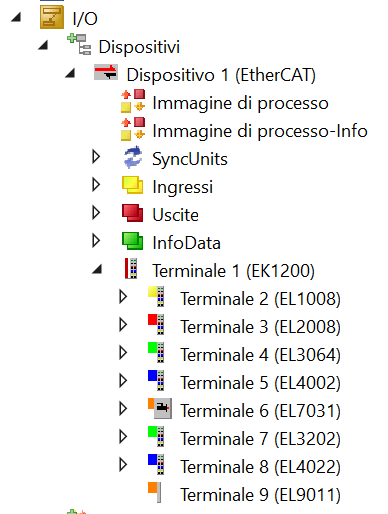 I/O
Dispositivi
Dispositivo 1 (EtherCAT)
Immagine di processo
Immagine di processo-Info
SyncUnits
Ingressi
Uscite
InfoData
Terminale 1 (EK1200)
Terminale 2 (EL1008)
Terminale 3 (EL2008)
Terminale 4 (EL3064)
Terminale 5 (EL4002)
Terminale 6 (EL7031)
Terminale 7 (EL3202)
Terminale 8 (EL4022)
Terminale 9 (EL9011)